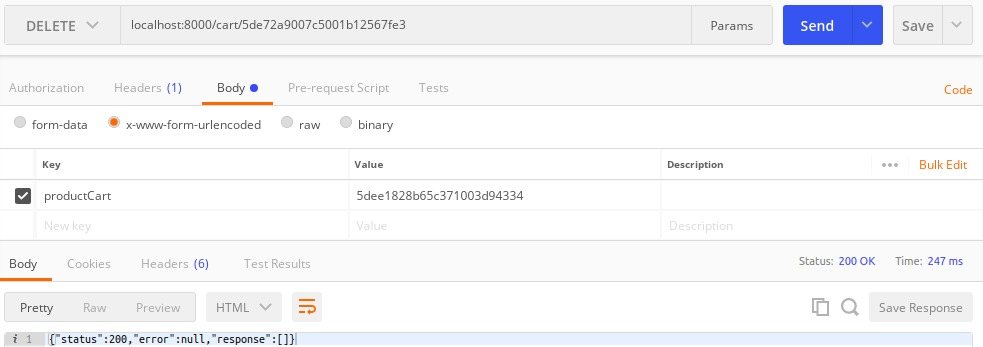 DELETE localhost:8000/cart/5de72a9007c5001b12567fe3 Params Send Save
Authorization Headers (1) Body Pre-request Script Tests Code
form-data x-www-form-urlencoded raw binary
Key Value Description ••• Bulk Edit
productCart 5dee1828b65c371003d94334
New key Value Description
Body Cookies Headers (6) Test Results Status: 200 OK Time: 247 ms
Pretty Raw Preview HTML Save Response
i 1 {"status":200,"error":null,"response":[]}